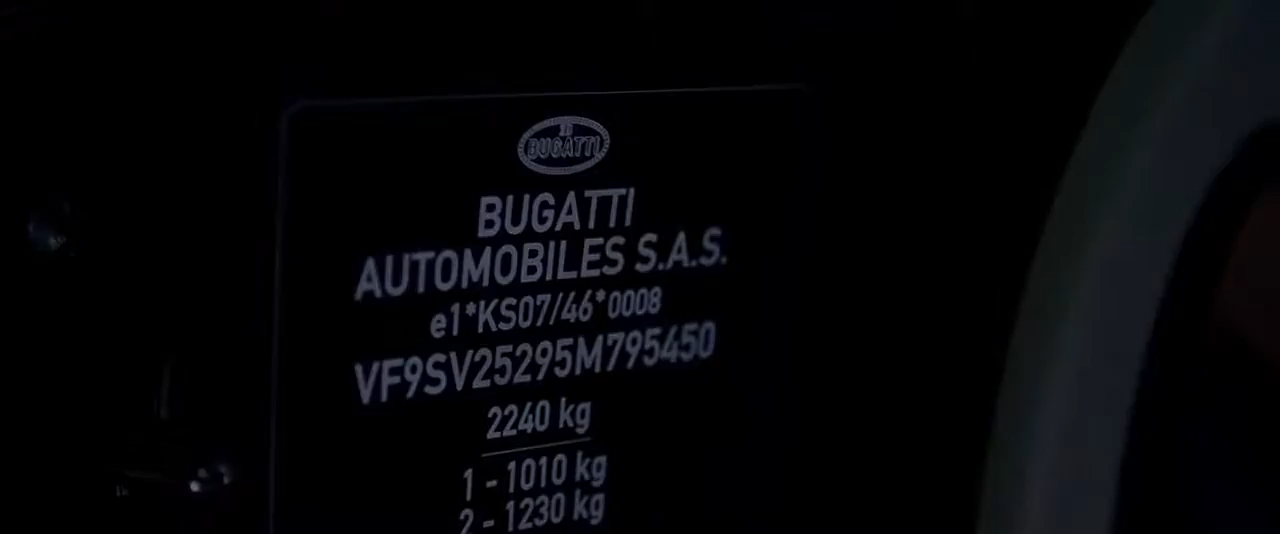 BUGATTI
BUGATTI
AUTOMOBILES S.A.S.
e1*KS07/46*0008
VF9SV25295M795450
2240 kg
1 - 1010 kg
2 - 1230 kg